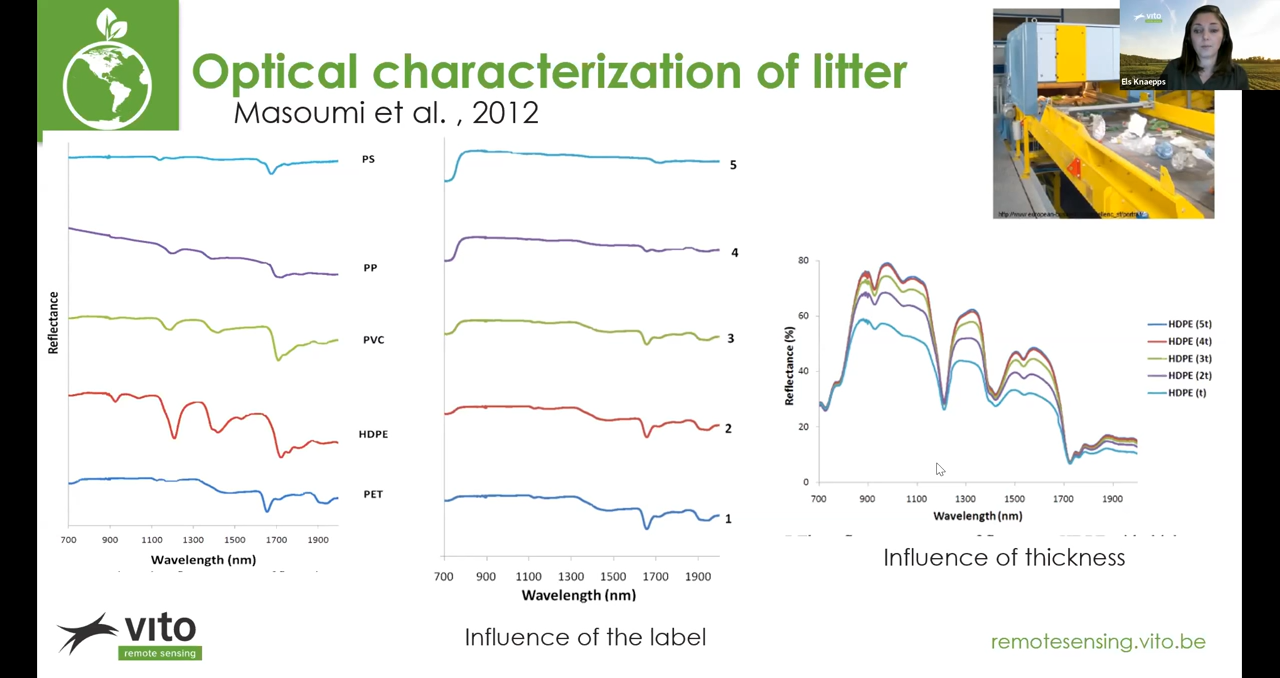 Optical characterization of litter
Masoumi et al. , 2012
vito
Els Knaepps
Reflectance
PS
PP
PVC
HDPE
PET
700 900 1100 1300 1500 1700 1900
Wavelength (nm)
5
4
3
2
1
700 900 1100 1300 1500 1700 1900
Wavelength (nm)
Influence of the label
Reflectance (%)
80
60
40
20
0
700 900 1100 1300 1500 1700 1900
Wavelength (nm)
HDPE (5t)
HDPE (4t)
HDPE (3t)
HDPE (2t)
HDPE (t)
Influence of thickness
vito
remote sensing
remotesensing.vito.be